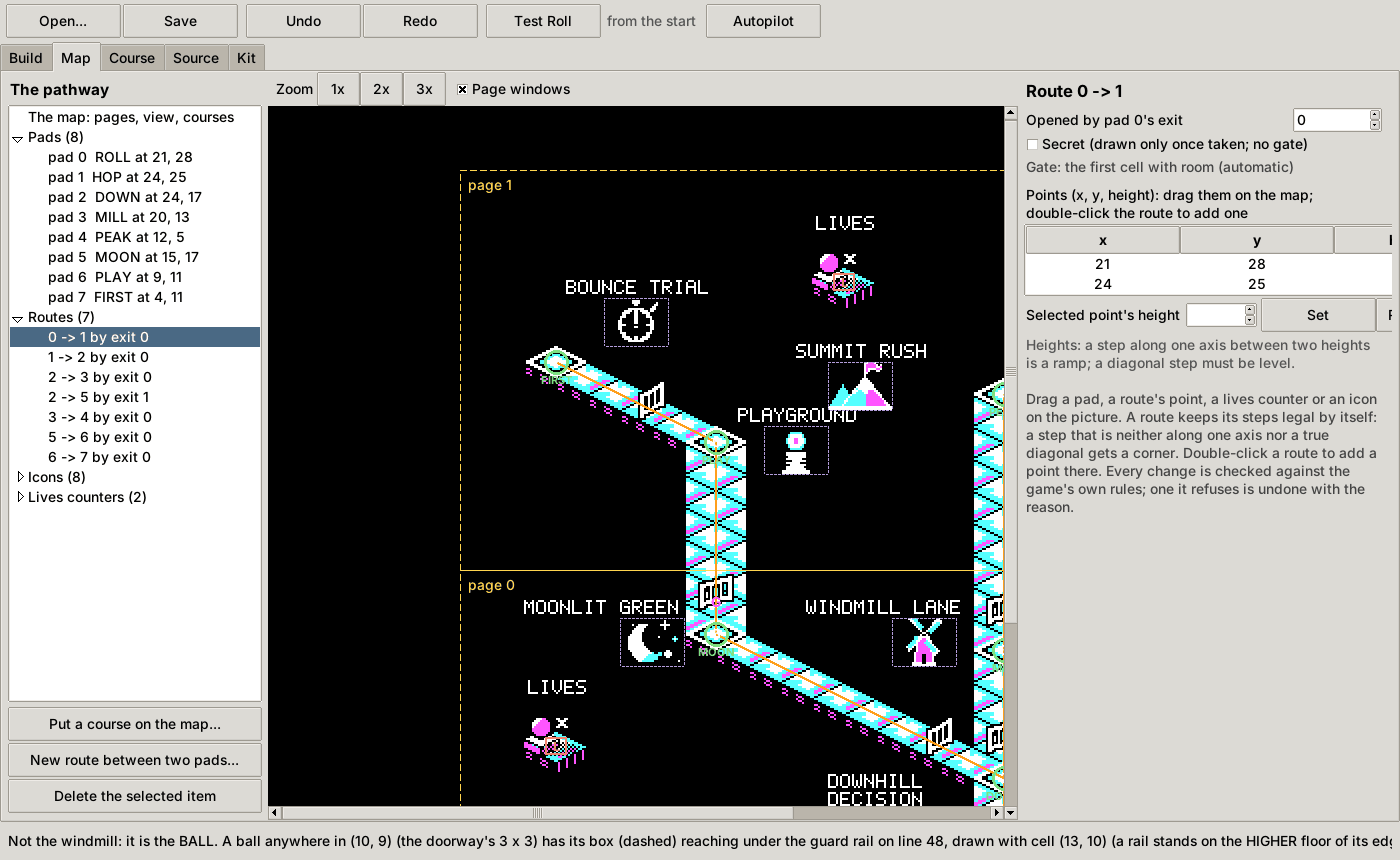 Open... Save Undo Redo Test Roll from the start Autopilot
Build Map Course Source Kit
The pathway
The map: pages, view, courses
Pads (8)
pad 0 ROLL at 21, 28
pad 1 HOP at 24, 25
pad 2 DOWN at 24, 17
pad 3 MILL at 20, 13
pad 4 PEAK at 12, 5
pad 5 MOON at 15, 17
pad 6 PLAY at 9, 11
pad 7 FIRST at 4, 11
Routes (7)
0 -> 1 by exit 0
1 -> 2 by exit 0
2 -> 3 by exit 0
2 -> 5 by exit 1
3 -> 4 by exit 0
5 -> 6 by exit 0
6 -> 7 by exit 0
Icons (8)
Lives counters (2)
Put a course on the map...
New route between two pads...
Delete the selected item
Zoom 1x 2x 3x Page windows
page 1
LIVES
BOUNCE TRIAL
SUMMIT RUSH
PLAYGROUND
page 0
MOONLIT GREEN
WINDMILL LANE
LIVES
DOWNHILL
DECISION
Route 0 -> 1
Opened by pad 0's exit 0
Secret (drawn only once taken; no gate)
Gate: the first cell with room (automatic)
Points (x, y, height): drag them on the map;
double-click the route to add one
x y
21 28
24 25
Selected point's height Set
Heights: a step along one axis between two heights
is a ramp; a diagonal step must be level.
Drag a pad, a route's point, a lives counter or an icon
on the picture. A route keeps its steps legal by itself:
a step that is neither along one axis nor a true
diagonal gets a corner. Double-click a route to add a
point there. Every change is checked against the
game's own rules; one it refuses is undone with the
reason.
Not the windmill: it is the BALL. A ball anywhere in (10, 9) (the doorway's 3 x 3) has its box (dashed) reaching under the guard rail on line 48, drawn with cell (13, 10) (a rail stands on the HIGHER floor of its